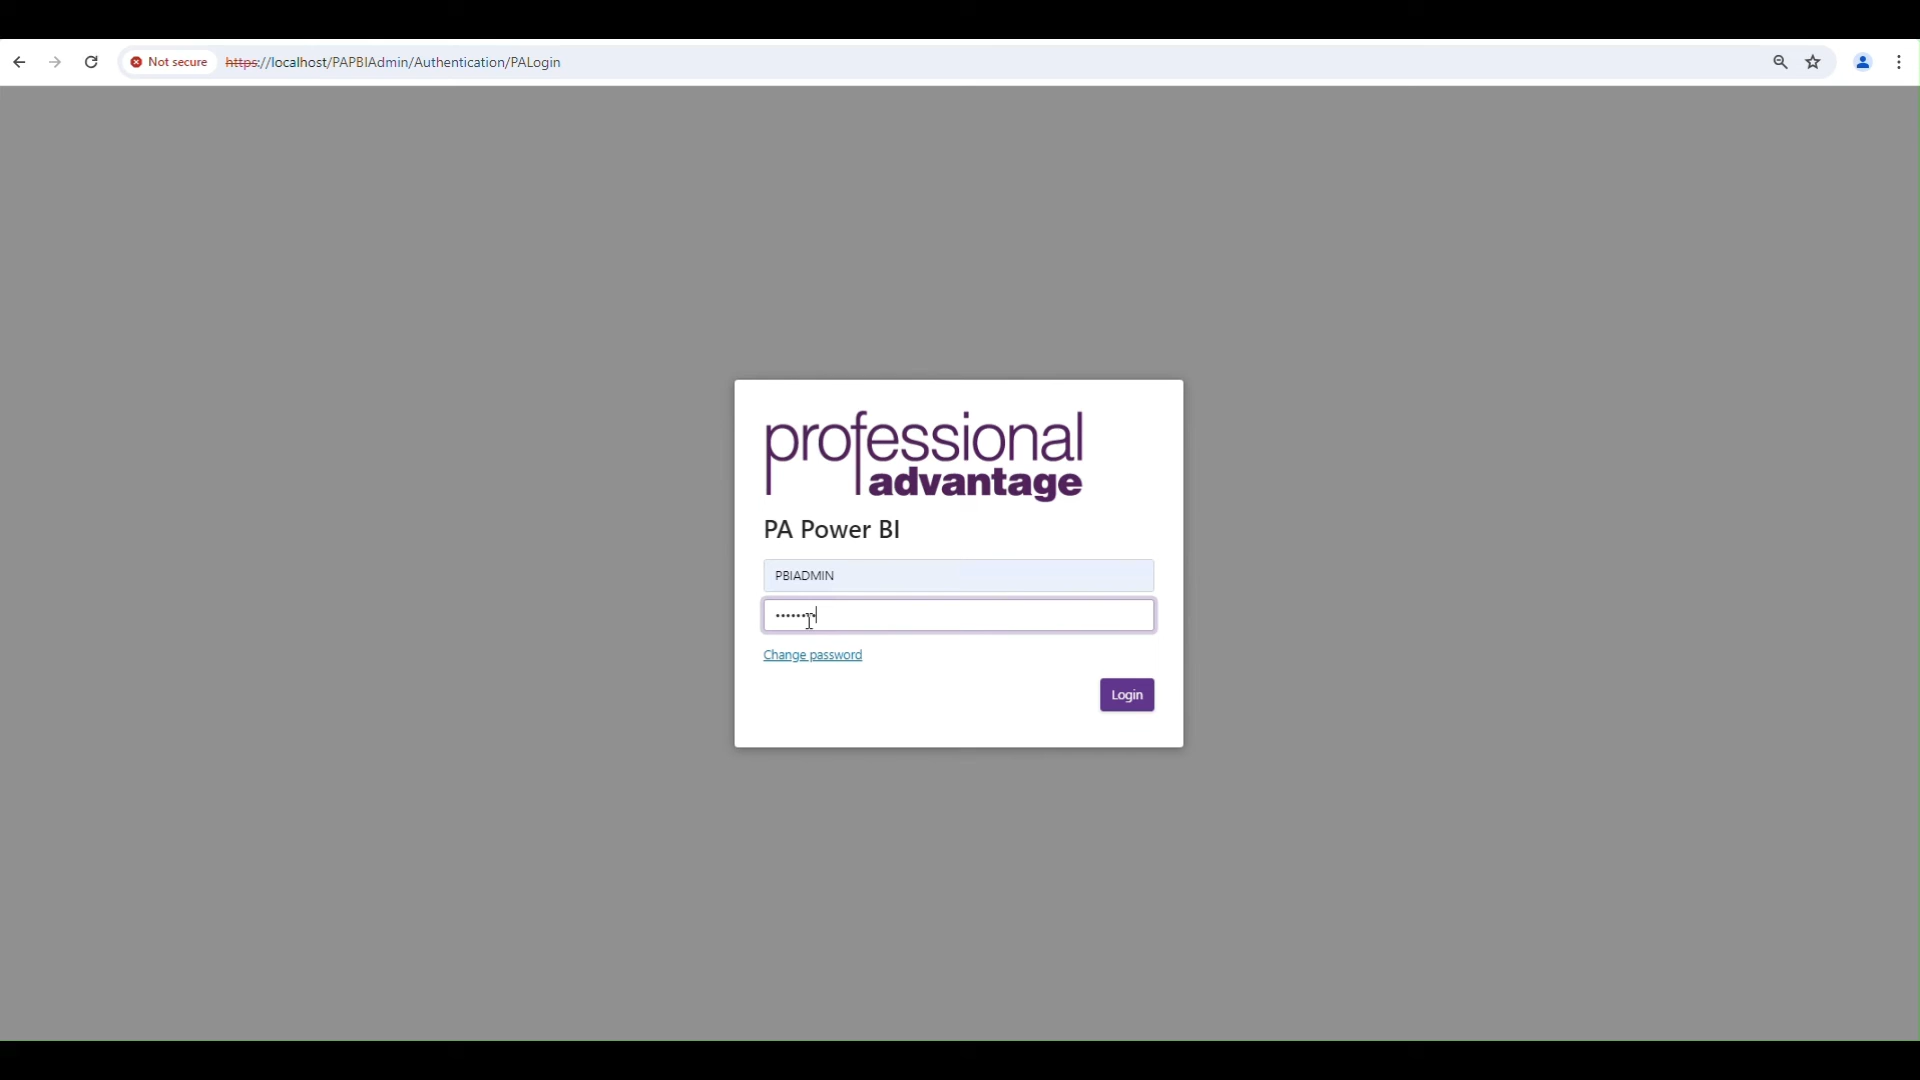 Not secure https://localhost/PAPBIAdmin/Authentication/PALogin
professional
advantage
PA Power BI
PBIADMIN
••••••••
Change password
Login